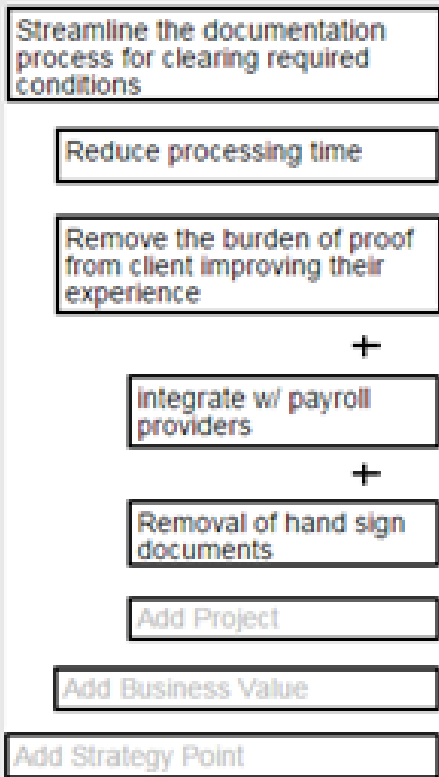 Streamline the documentation
process for clearing required
conditions
Reduce processing time
Remove the burden of proof
from client improving their
experience
+
integrate w/ payroll
providers
+
Removal of hand sign
documents
Add Project
Add Business Value
Add Strategy Point